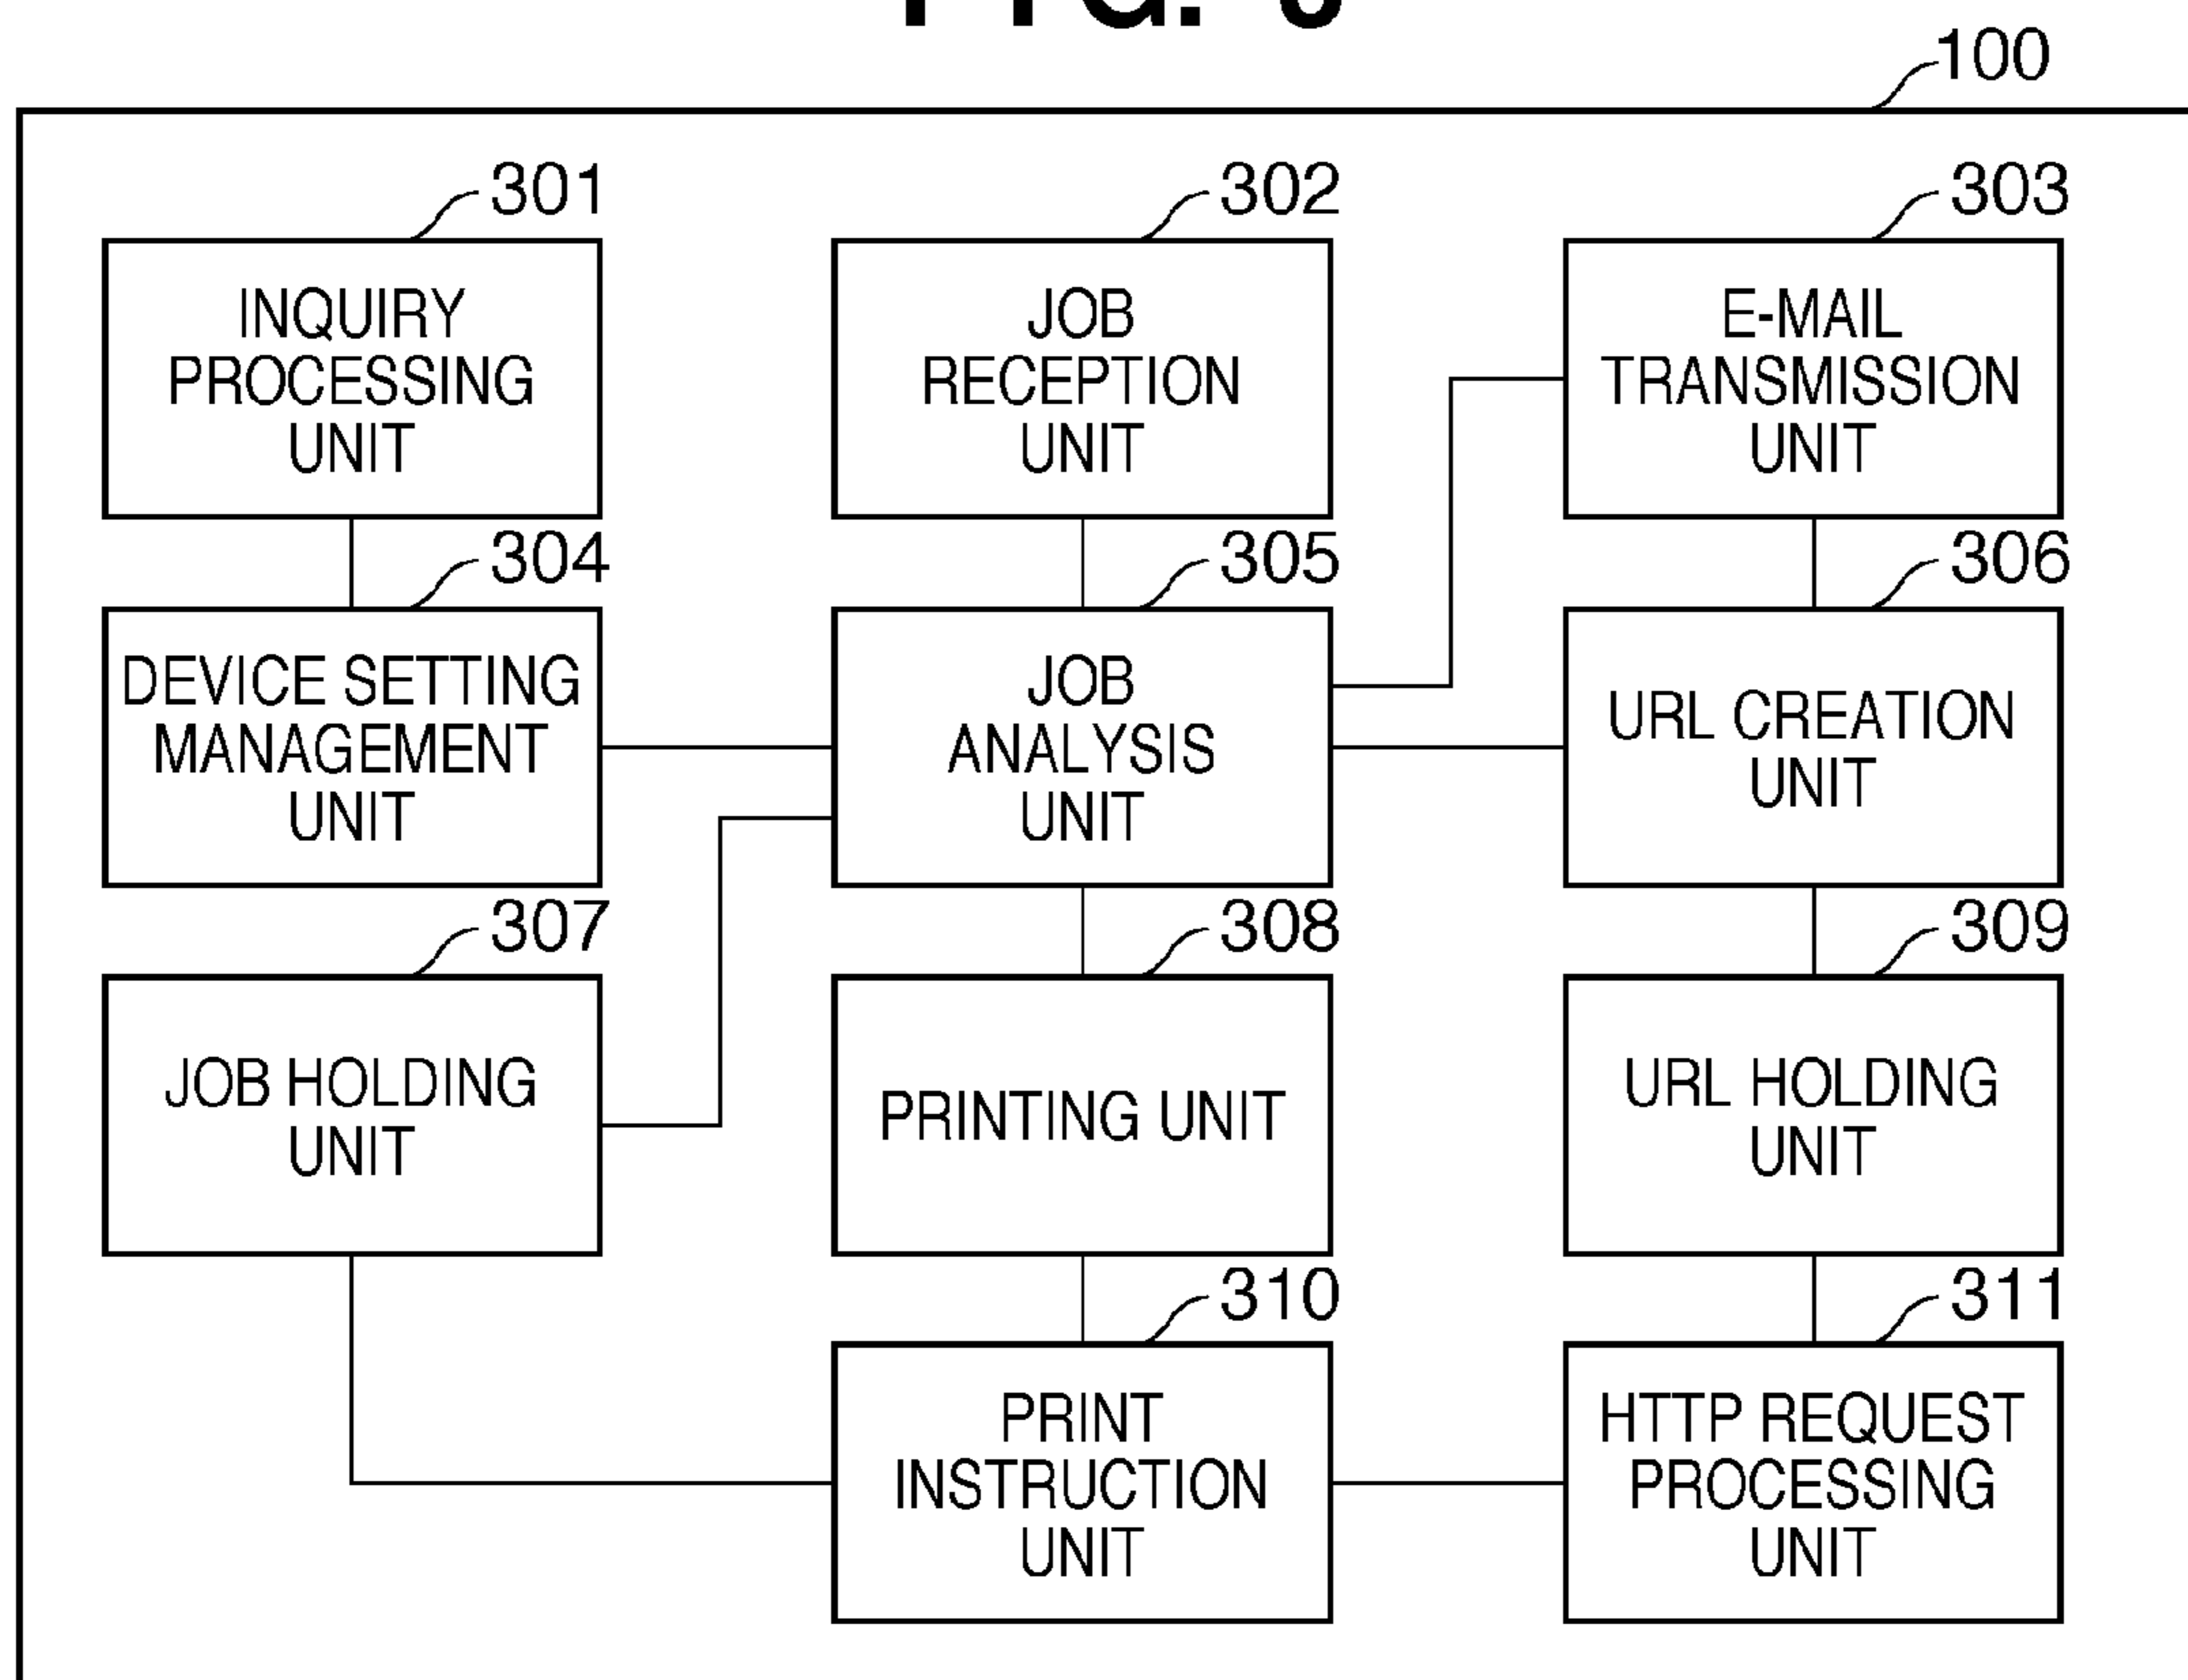 FIG. 3
100
301
302
303
INQUIRY
PROCESSING
UNIT
JOB
RECEPTION
UNIT
E-MAIL
TRANSMISSION
UNIT
304
305
306
DEVICE SETTING
MANAGEMENT
UNIT
JOB
ANALYSIS
UNIT
URL CREATION
UNIT
307
308
309
JOB HOLDING
UNIT
PRINTING UNIT
URL HOLDING
UNIT
310
311
PRINT
INSTRUCTION
UNIT
HTTP REQUEST
PROCESSING
UNIT